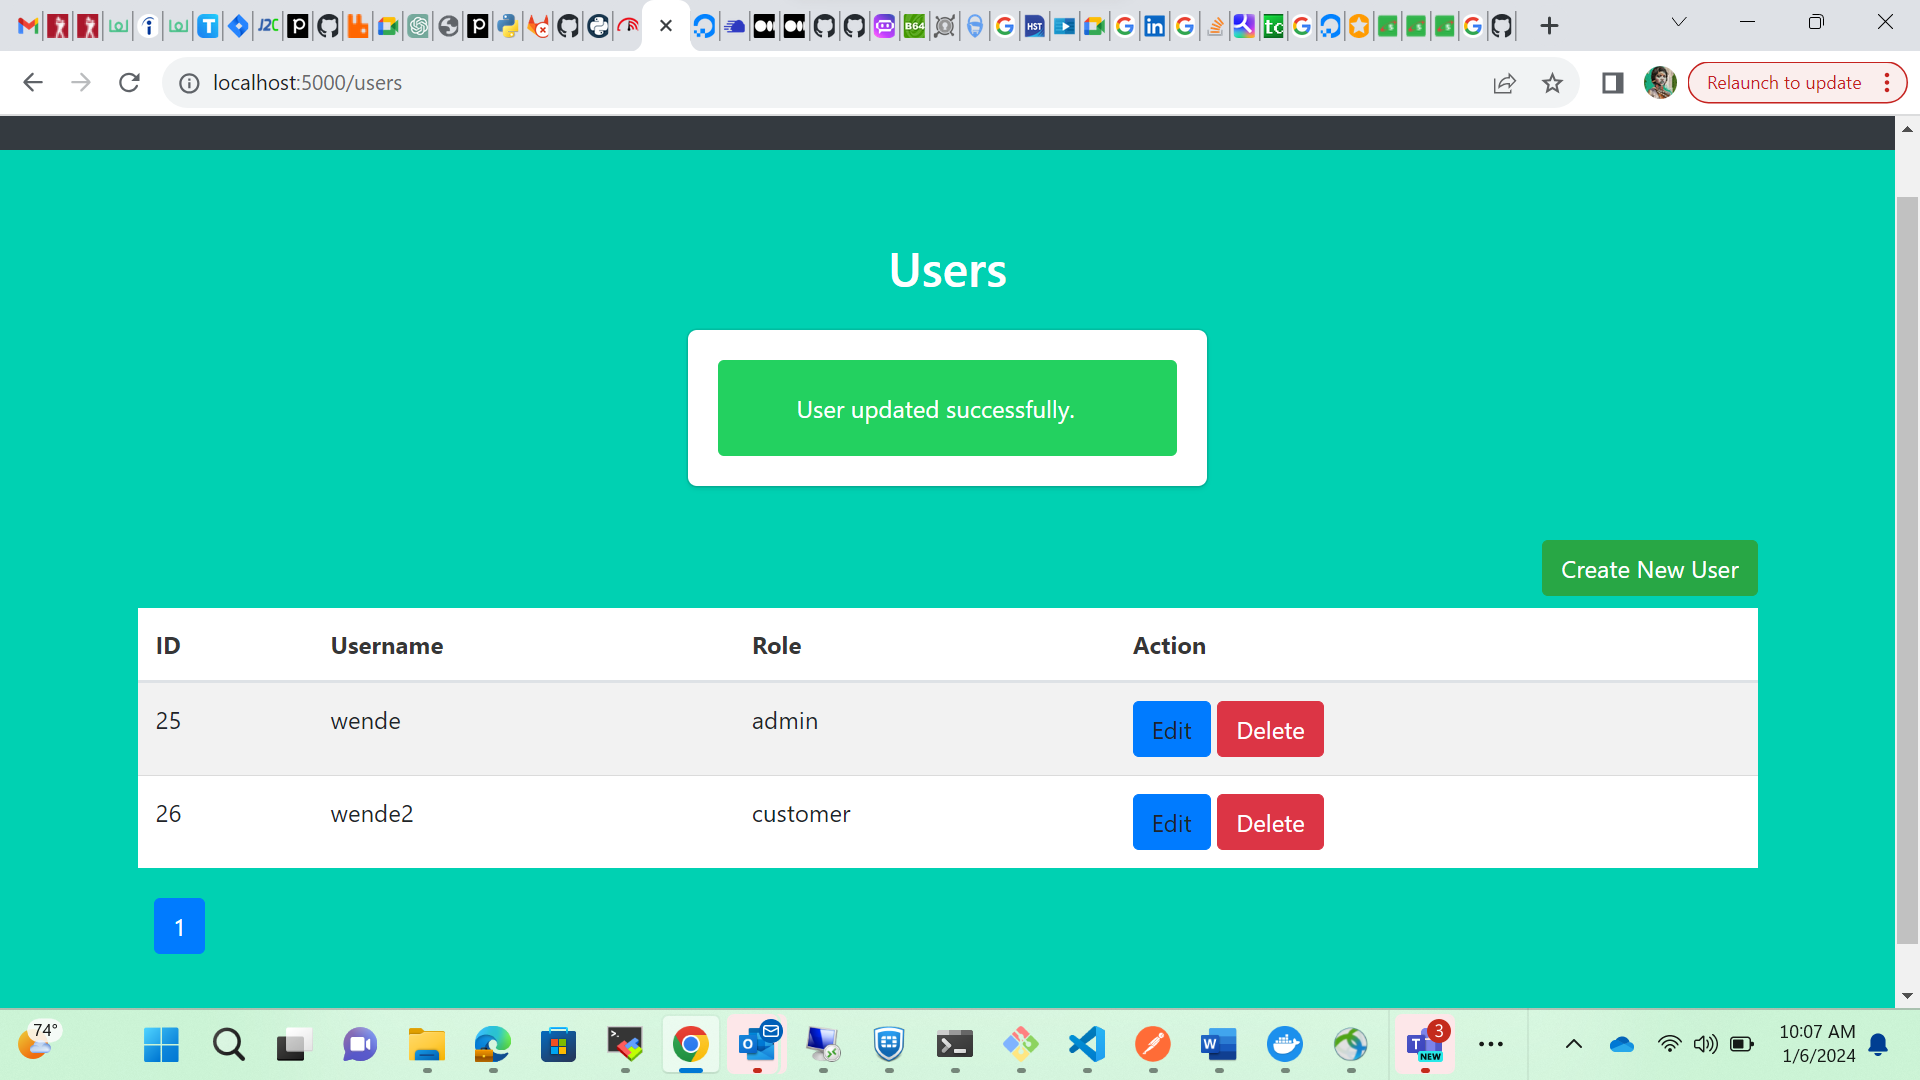 localhost:5000/users
Relaunch to update
Users
User updated successfully.
Create New User
ID Username Role Action
25 wende admin Edit Delete
26 wende2 customer Edit Delete
1
74°
3
NEW
10:07 AM
1/6/2024